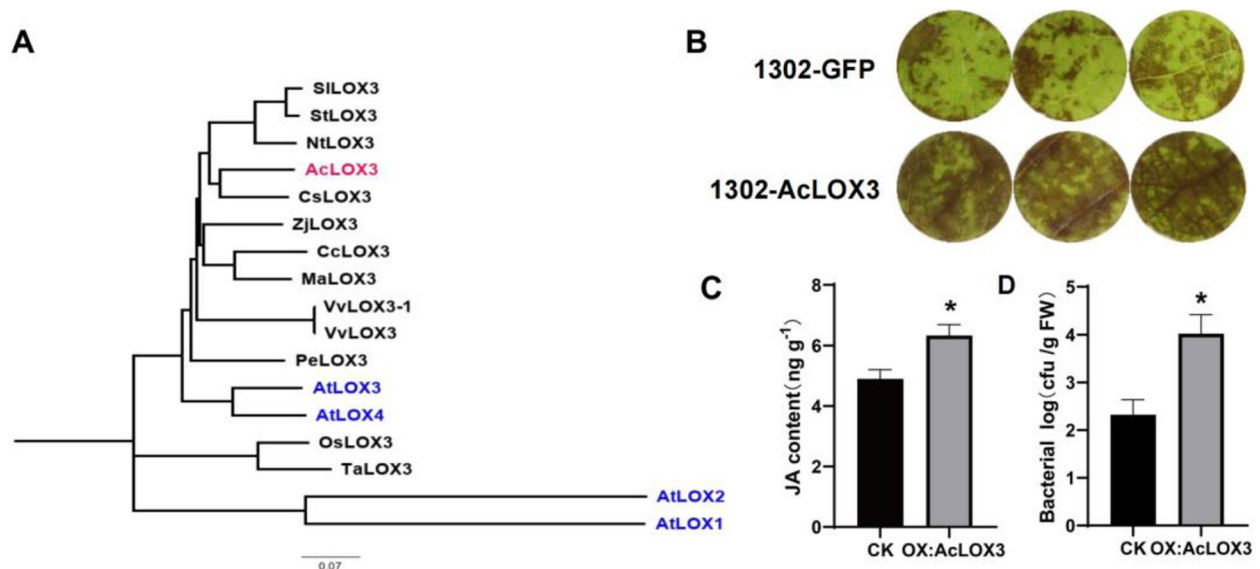 A
SlLOX3
StLOX3
NtLOX3
AcLOX3
CsLOX3
ZjLOX3
CcLOX3
MaLOX3
VvLOX3-1
VvLOX3
PeLOX3
AtLOX3
AtLOX4
OsLOX3
TaLOX3
AtLOX2
AtLOX1
0.07
B
1302-GFP
1302-AcLOX3
C
JA content(ng g-1)
8
6
4
2
0
*
CK OX:AcLOX3
D
Bacterial log(cfu /g FW)
5
4
3
2
1
0
*
CK OX:AcLOX3